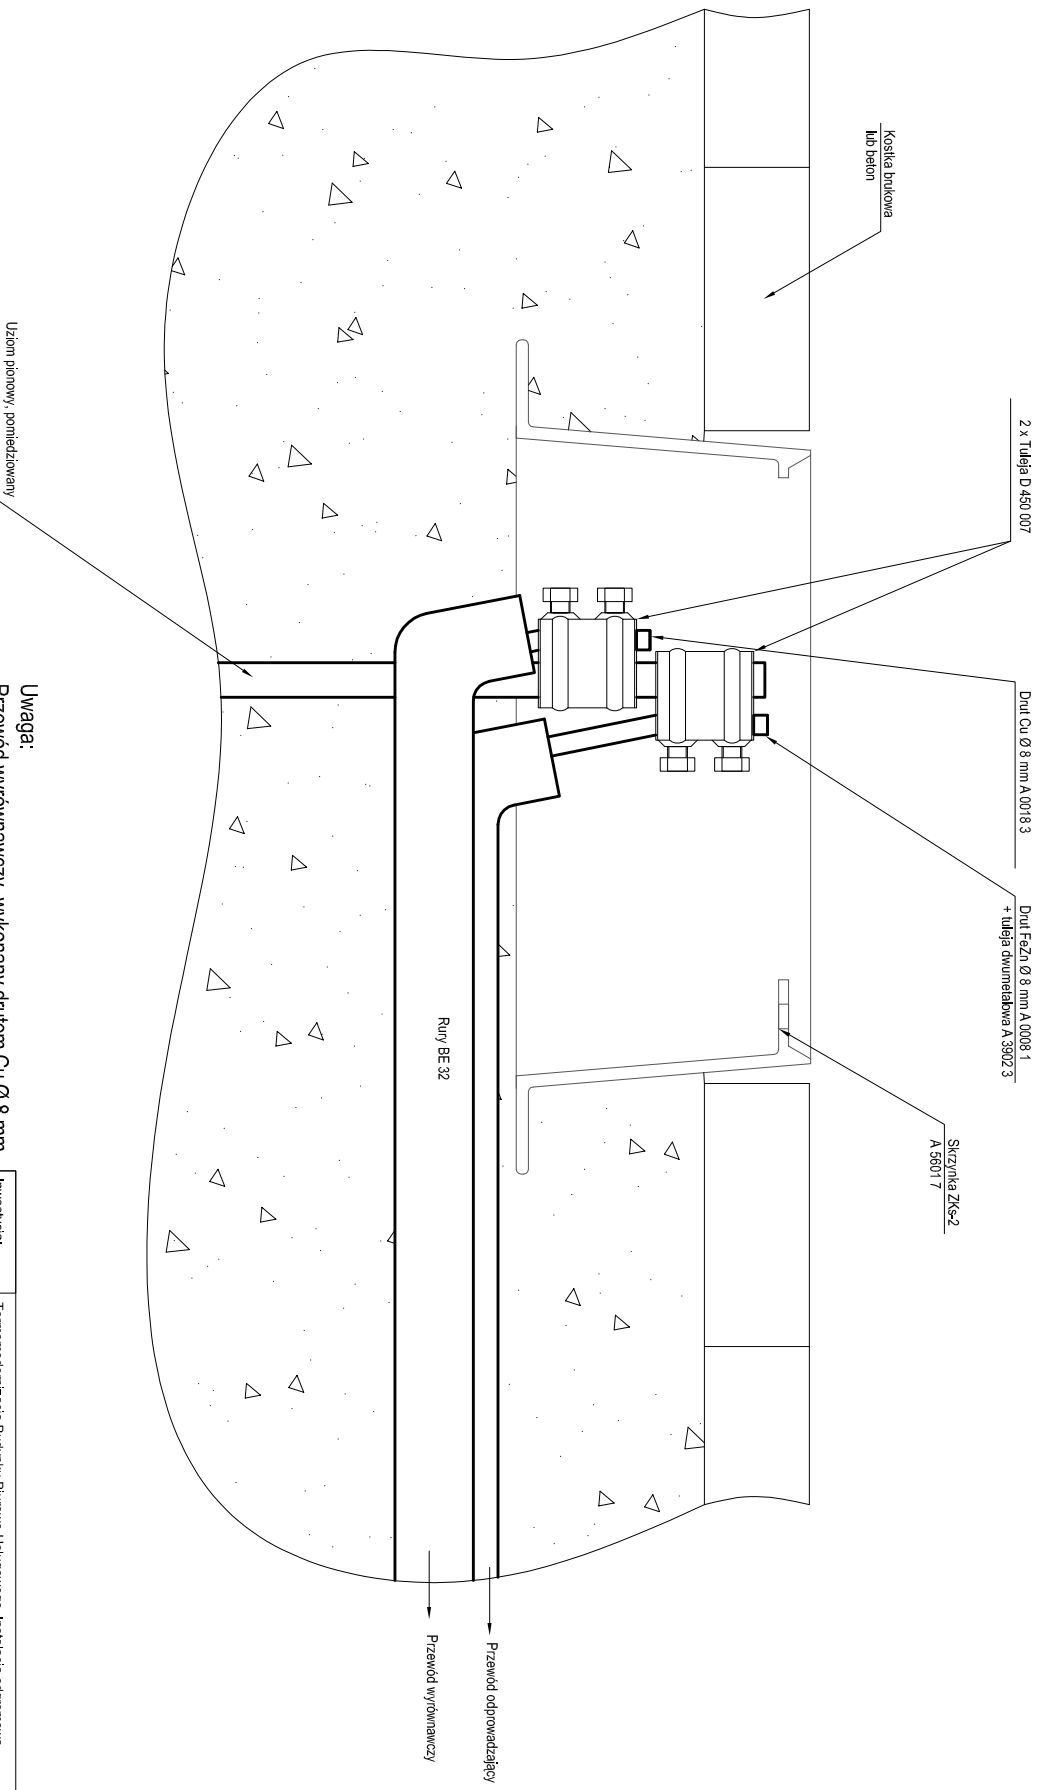 2 x Tuleja D 450 007
Drut Cu Ø 8 mm A 0018 3
Drut FeZn Ø 8 mm A 0008 1
+ tuleja dwumetalowa A 3902 3
Kostka brukowa
lub beton
Skrzynka ZKs-2
A 5601 7
Rury BE 32
Przewód odprowadzający
Przewód wyrównawczy
Uziom pionowy, pomiedziowany
Uwaga: